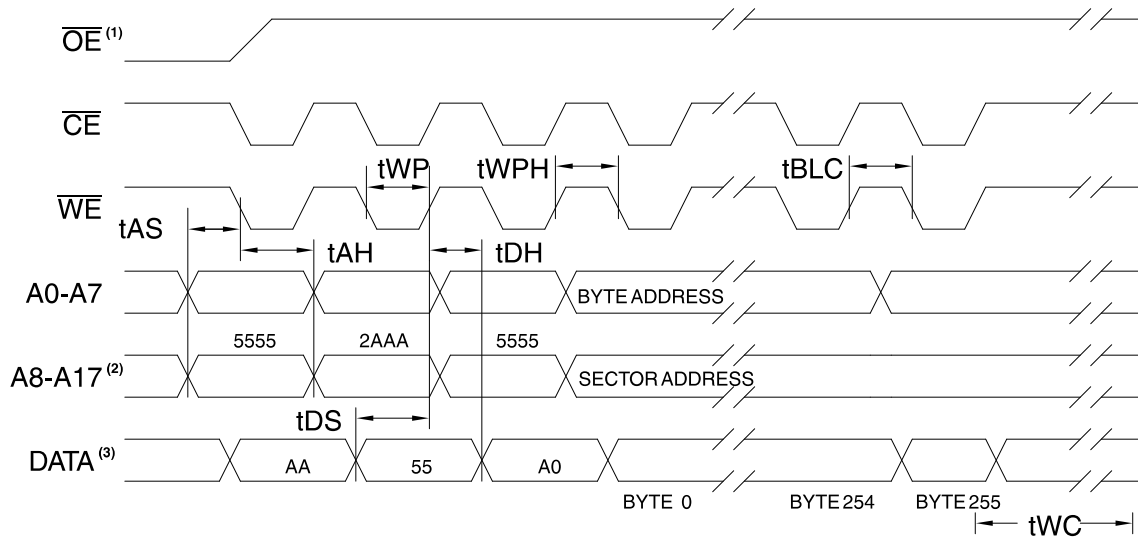 OE (1)
CE
tWP tWPH tBLC
WE
tAS
tAH tDH
A0-A7 BYTE ADDRESS
5555 2AAA 5555
A8-A17 (2) SECTOR ADDRESS
tDS
DATA (3) AA 55 A0
BYTE 0 BYTE 254 BYTE 255
tWC